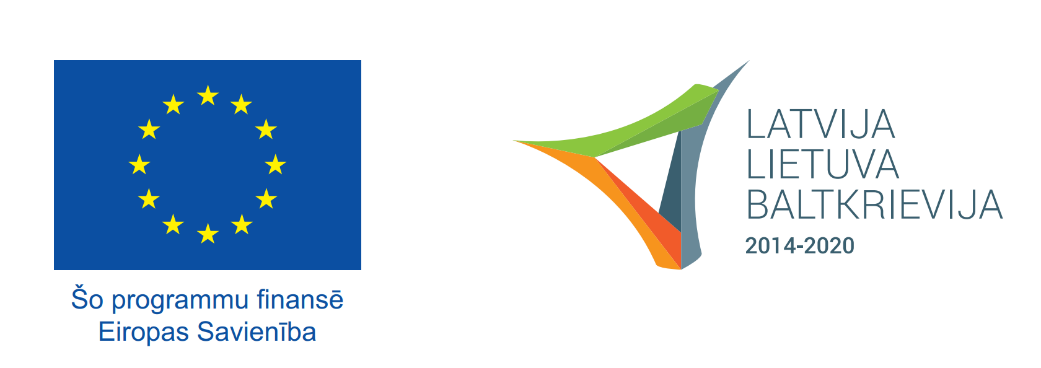 Šo programmu finansē
Eiropas Savienība
LATVIJA
LIETUVA
BALTKRIEVIJA
2014-2020